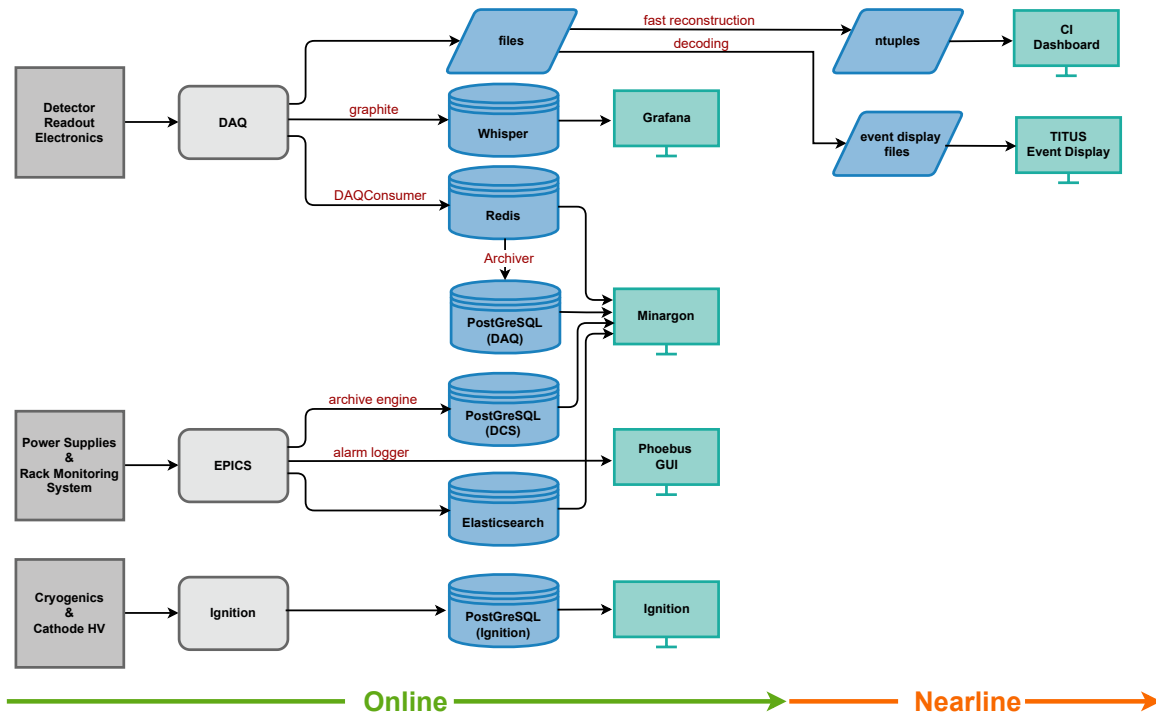 files
fast reconstruction
decoding
ntuples
CI
Dashboard
Detector
Readout
Electronics
DAQ
graphite
Whisper
Grafana
event display
files
TITUS
Event Display
DAQConsumer
Redis
Archiver
PostGreSQL
(DAQ)
Minargon
Power Supplies
&
Rack Monitoring
System
EPICS
archive engine
PostGreSQL
(DCS)
alarm logger
Phoebus
GUI
Elasticsearch
Cryogenics
&
Cathode HV
Ignition
PostGreSQL
(Ignition)
Ignition
Online
Nearline